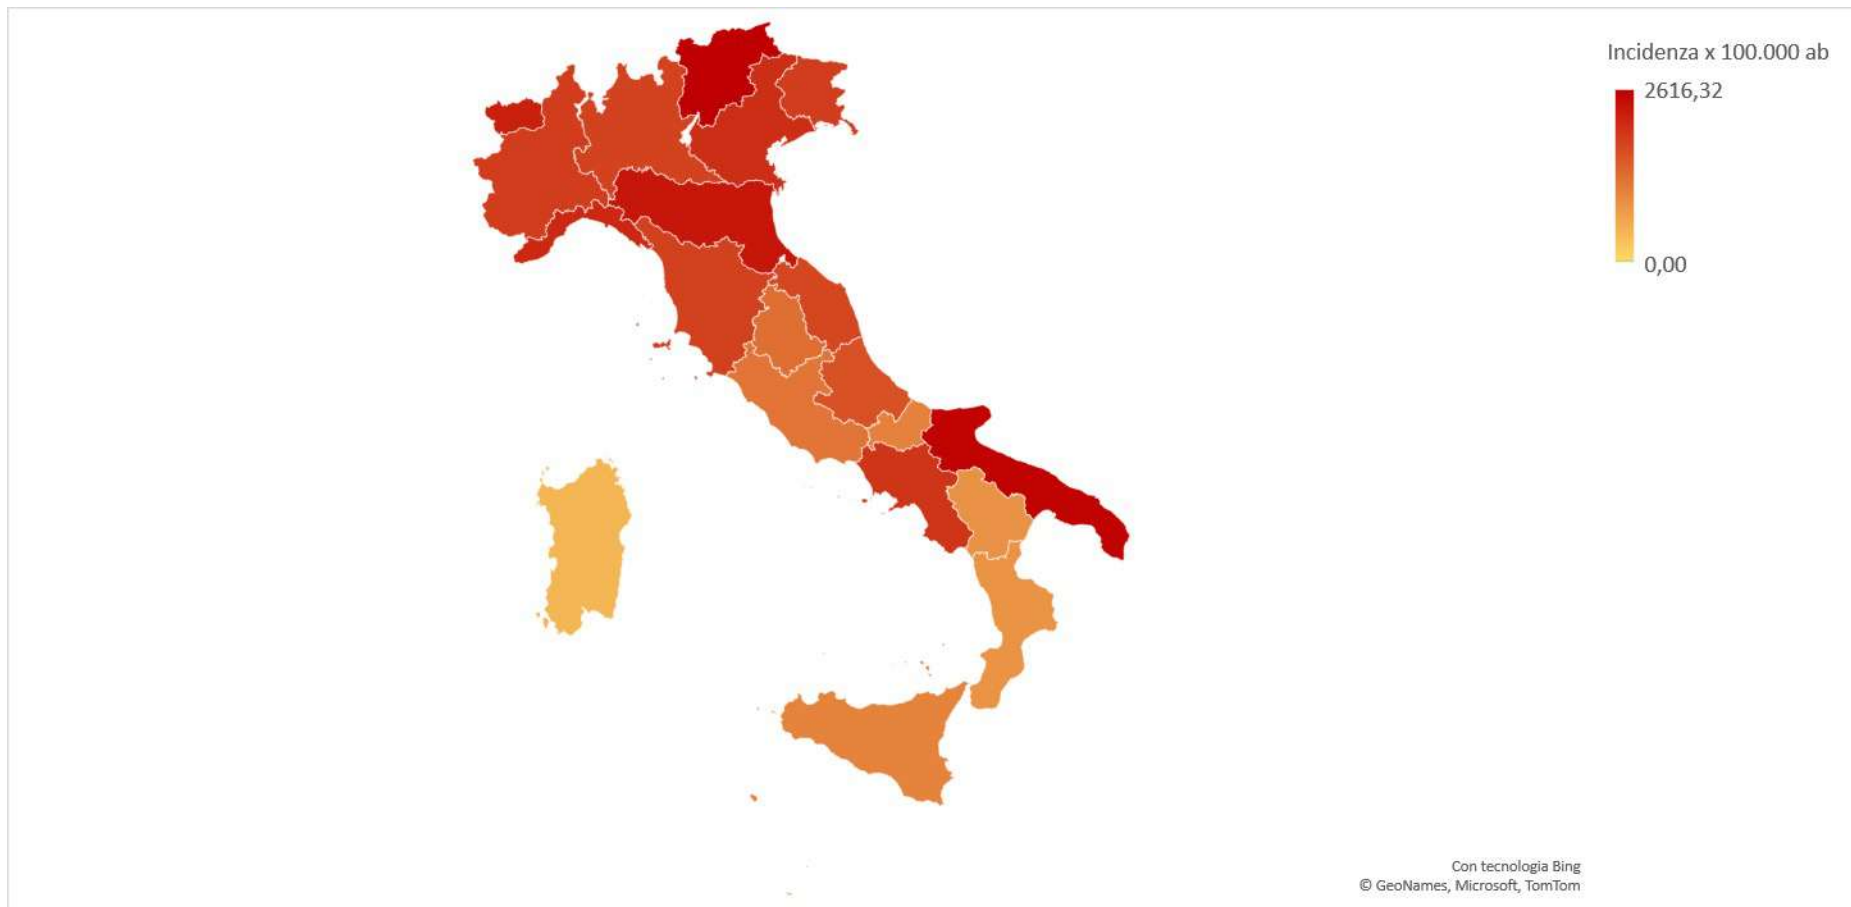 Incidenza x 100.000 ab
2616,32
0,00
Con tecnologia Bing
© GeoNames, Microsoft, TomTom